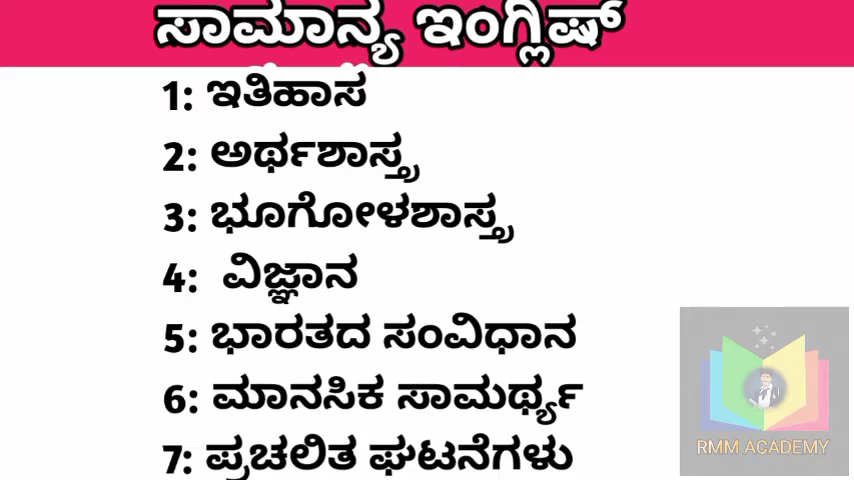 ಸಾಮಾನ್ಯ ಇಂಗ್ಲಿಷ್
1: ಇತಿಹಾಸ
2: ಅರ್ಥಶಾಸ್ತ್ರ
3: ಭೂಗೋಳಶಾಸ್ತ್ರ
4: ವಿಜ್ಞಾನ
5: ಭಾರತದ ಸಂವಿಧಾನ
6: ಮಾನಸಿಕ ಸಾಮರ್ಥ್ಯ
7: ಪ್ರಚಲಿತ ಘಟನೆಗಳು
RMM ACADEMY